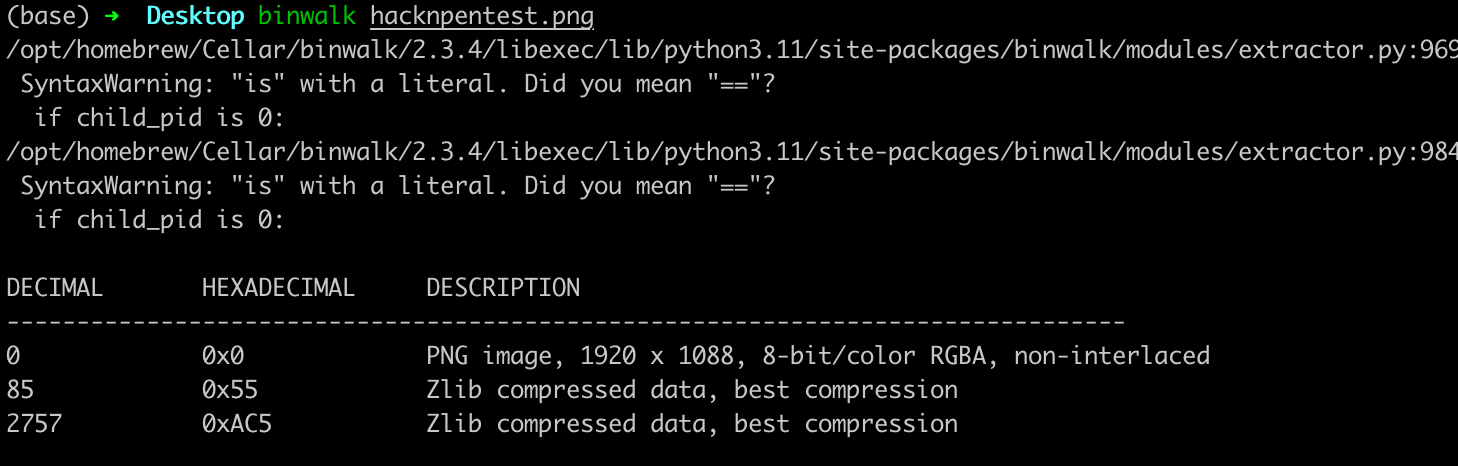 (base) ➜  Desktop binwalk hacknpentest.png
/opt/homebrew/Cellar/binwalk/2.3.4/libexec/lib/python3.11/site-packages/binwalk/modules/extractor.py:969
 SyntaxWarning: "is" with a literal. Did you mean "=="?
  if child_pid is 0:
/opt/homebrew/Cellar/binwalk/2.3.4/libexec/lib/python3.11/site-packages/binwalk/modules/extractor.py:984
 SyntaxWarning: "is" with a literal. Did you mean "=="?
  if child_pid is 0:

DECIMAL       HEXADECIMAL     DESCRIPTION
--------------------------------------------------------------------------------
0             0x0             PNG image, 1920 x 1088, 8-bit/color RGBA, non-interlaced
85            0x55            Zlib compressed data, best compression
2757          0xAC5           Zlib compressed data, best compression